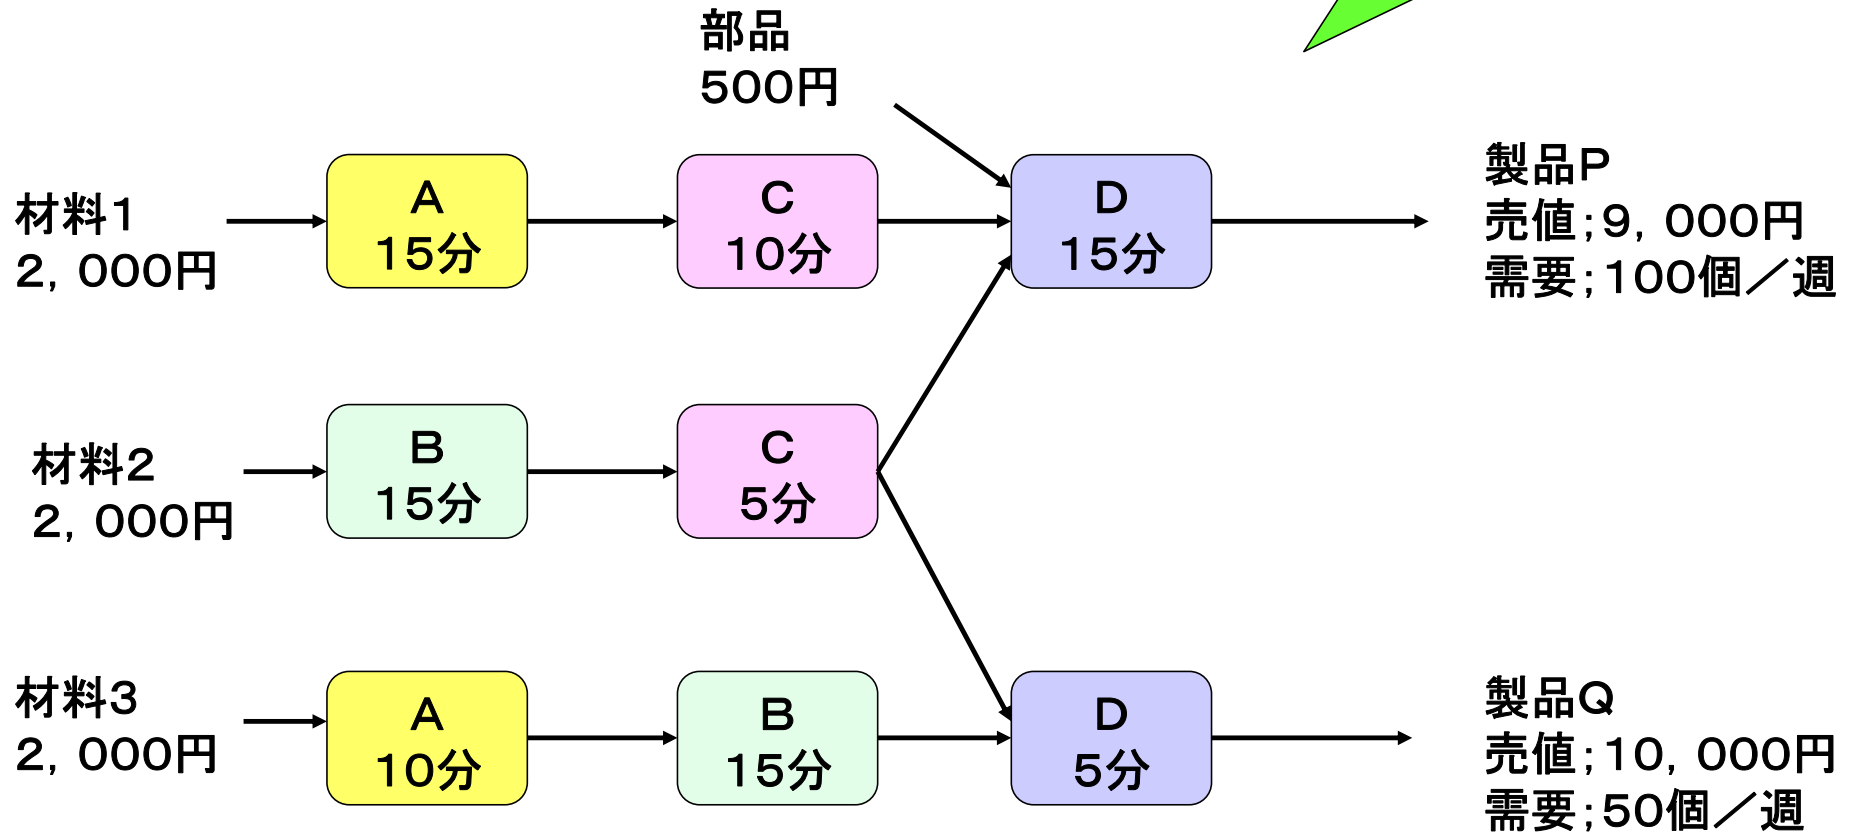 部品
500円
材料1
2，000円
A
15分
C
10分
D
15分
製品P
売値；9，000円
需要；100個／週
材料2
2，000円
B
15分
C
5分
材料3
2，000円
A
10分
B
15分
D
5分
製品Q
売値；10，000円
需要；50個／週